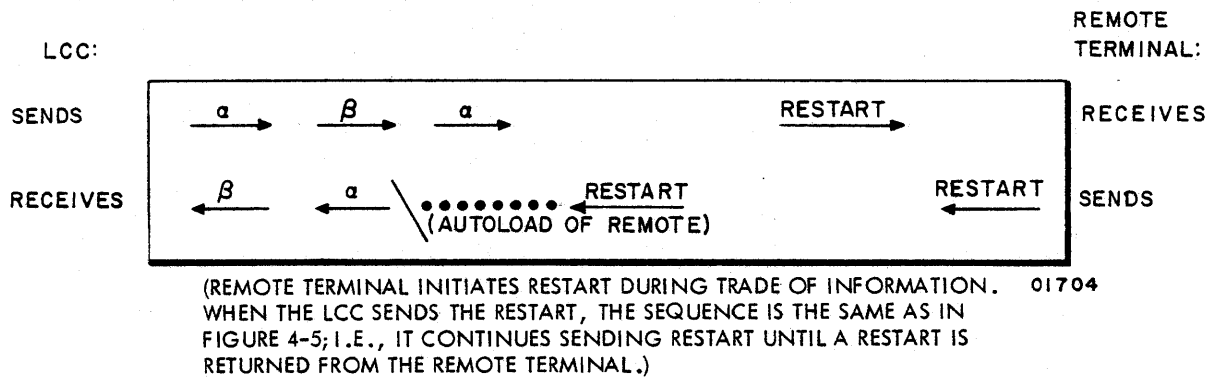 REMOTE
LCC: TERMINAL:
SENDS α β α RESTART RECEIVES
RECEIVES β α RESTART RESTART SENDS
(AUTOLOAD OF REMOTE)
(REMOTE TERMINAL INITIATES RESTART DURING TRADE OF INFORMATION. 01704
WHEN THE LCC SENDS THE RESTART, THE SEQUENCE IS THE SAME AS IN
FIGURE 4-5; I.E., IT CONTINUES SENDING RESTART UNTIL A RESTART IS
RETURNED FROM THE REMOTE TERMINAL.)